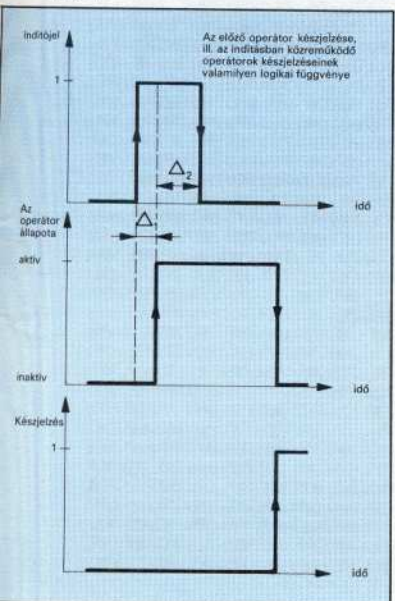 Indítójel
Az előző operátor készjelzése,
ill. az indításban közreműködő
operátorok készjelzéseinek
valamilyen logikai függvénye
1
Δ2
idő
Az
operátor
állapota
Δ
aktív
inaktív
idő
Készjelzés
1
idő